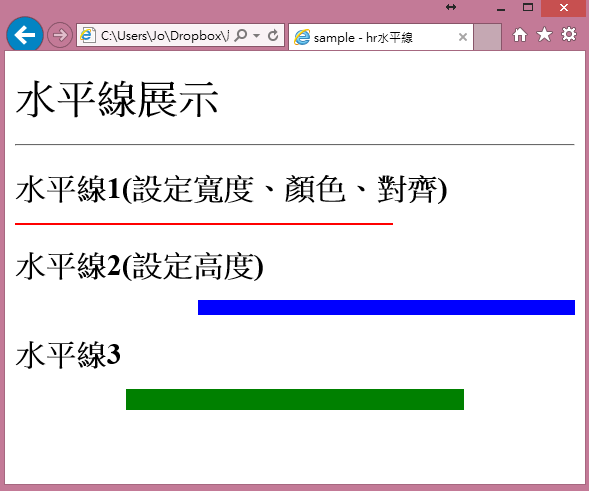 C:\Users\Jo\Dropbox\
sample - hr水平線
水平線展示
水平線1(設定寬度、顏色、對齊)
水平線2(設定高度)
水平線3